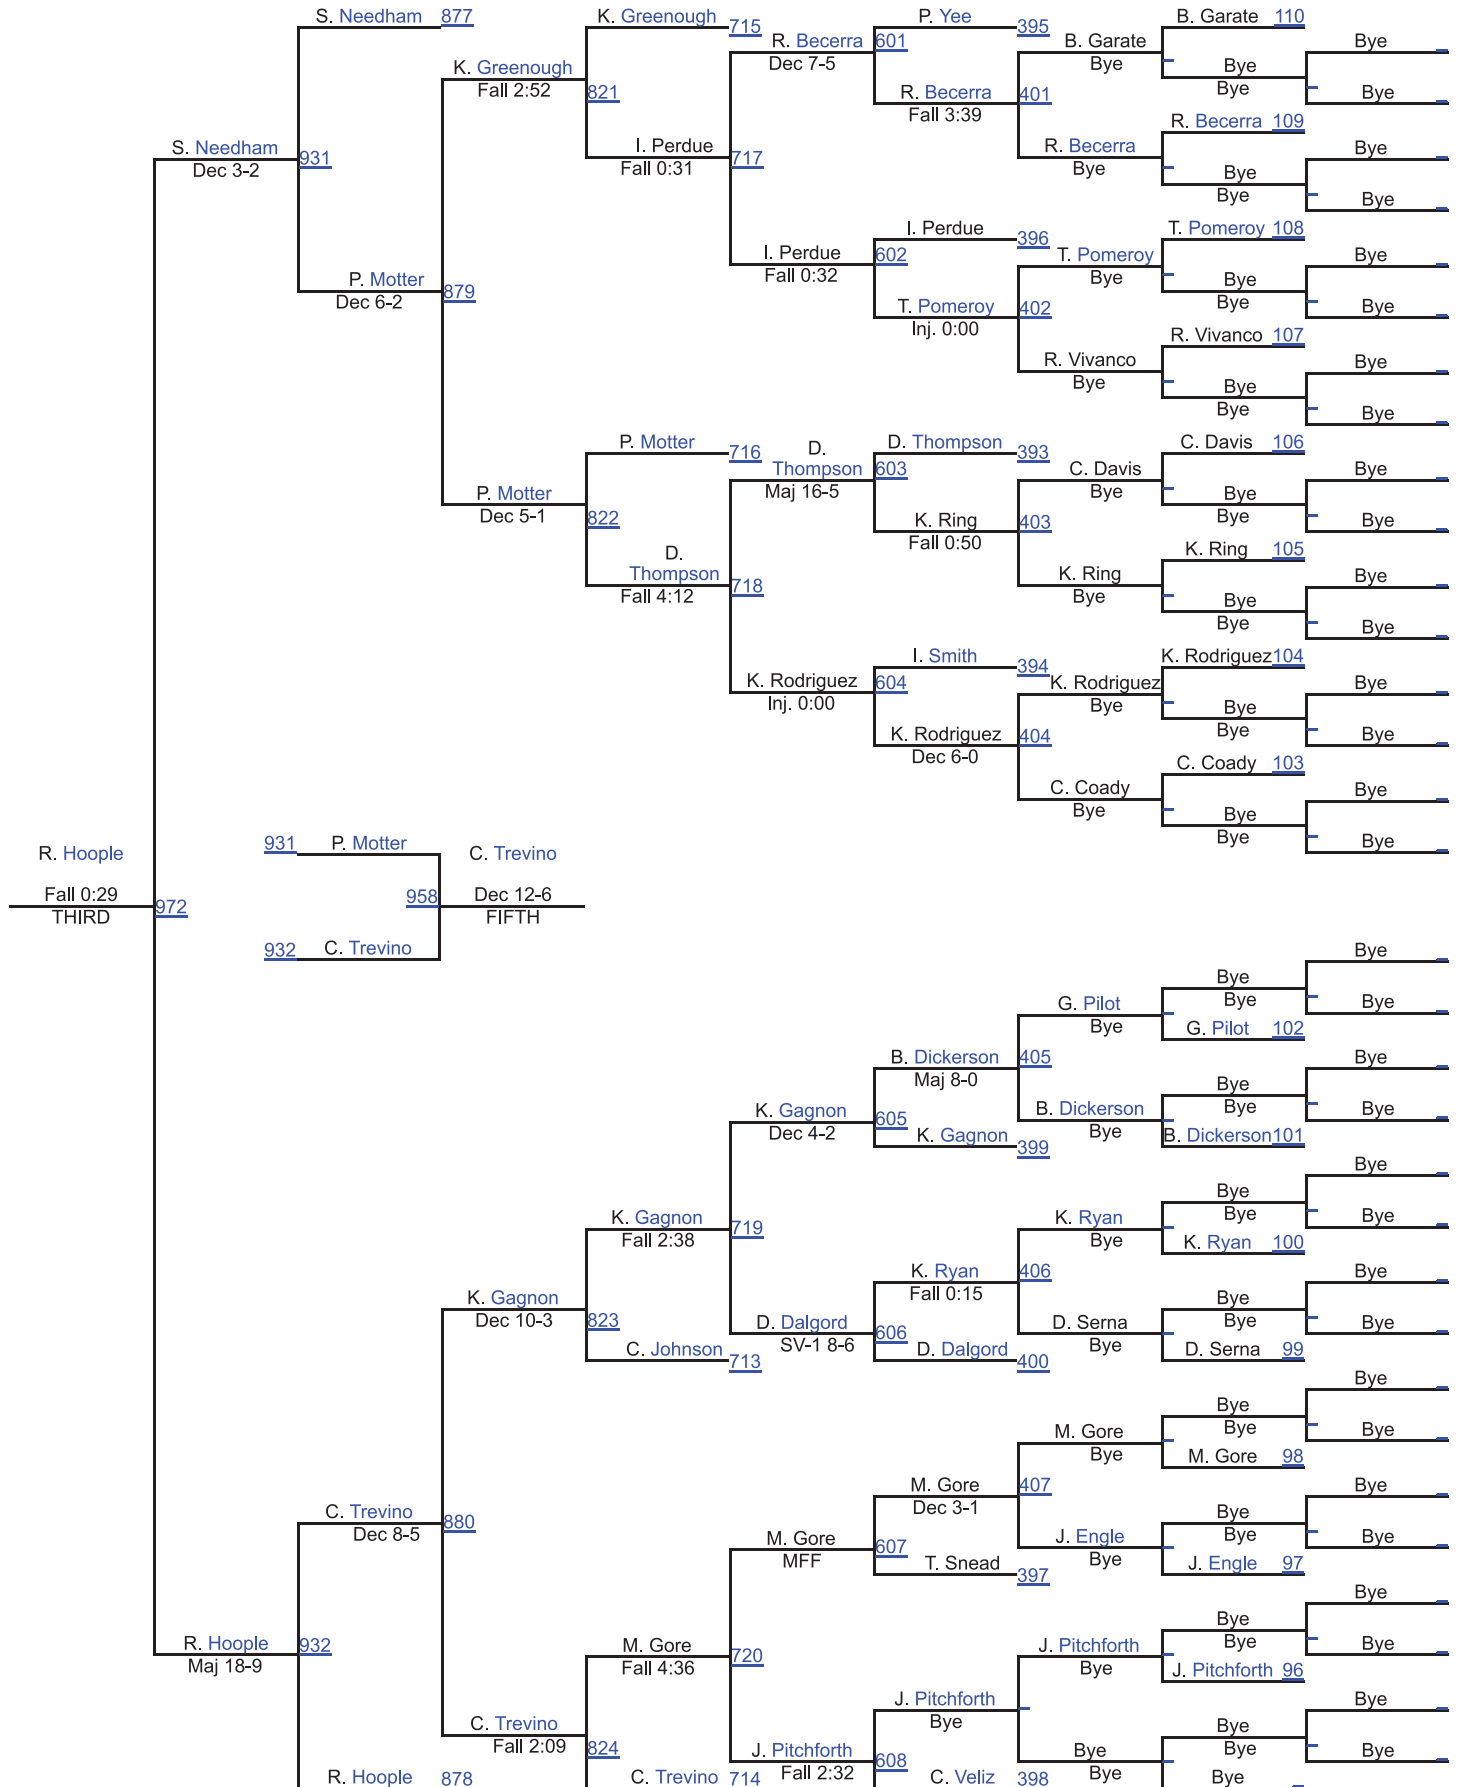 S. Needham 877
K. Greenough 715
P. Yee 395
B. Garate 110
R. Becerra 601
B. Garate
Bye
Dec 7-5
Bye
Bye
K. Greenough
Bye
Fall 2:52
821
R. Becerra 401
Bye
Fall 3:39
R. Becerra 109
S. Needham 931
I. Perdue 717
R. Becerra
Bye
Dec 3-2
Fall 0:31
Bye
Bye
Bye
Bye
I. Perdue 396
T. Pomeroy 108
I. Perdue 602
T. Pomeroy
Bye
Fall 0:32
Bye
Bye
P. Motter 879
Bye
Dec 6-2
T. Pomeroy 402
Bye
Inj. 0:00
R. Vivanco 107
R. Vivanco
Bye
Bye
Bye
Bye
Bye
P. Motter 716
D.
Thompson 603
D. Thompson 393
C. Davis 106
C. Davis
Bye
Maj 16-5
Bye
Bye
P. Motter
Bye
Dec 5-1
822
K. Ring 403
Bye
Fall 0:50
K. Ring 105
D.
Thompson 718
K. Ring
Bye
Fall 4:12
Bye
Bye
Bye
Bye
I. Smith 394
K. Rodriguez 104
K. Rodriguez 604
K. Rodriguez
Bye
Inj. 0:00
Bye
Bye
K. Rodriguez 404
Bye
Bye
Dec 6-0
C. Coady 103
C. Coady
Bye
Bye
Bye
Bye
Bye
R. Hoople
931 P. Motter
C. Trevino
Fall 0:29
972
958
Dec 12-6
THIRD
FIFTH
932 C. Trevino
Bye
Bye
G. Pilot
Bye
Bye
Bye
G. Pilot 102
B. Dickerson 405
Bye
Maj 8-0
Bye
K. Gagnon 605
B. Dickerson
Bye
Bye
Dec 4-2
K. Gagnon 399
Bye
B. Dickerson 101
Bye
Bye
K. Gagnon 719
K. Ryan
Bye
Bye
Fall 2:38
Bye
K. Ryan 100
K. Ryan 406
Bye
K. Gagnon
Fall 0:15
Bye
Dec 10-3
823
D. Dalgord 606
D. Serna
Bye
Bye
C. Johnson 713
SV-1 8-6
D. Dalgord 400
Bye
D. Serna 99
Bye
Bye
M. Gore
Bye
Bye
Bye
M. Gore 98
M. Gore 407
Bye
C. Trevino 880
Dec 3-1
Bye
Dec 8-5
M. Gore 607
J. Engle
Bye
Bye
MFF
T. Snead 397
Bye
J. Engle 97
Bye
Bye
R. Hoople 932
M. Gore 720
J. Pitchforth
Bye
Bye
Maj 18-9
Fall 4:36
Bye
J. Pitchforth 96
J. Pitchforth
Bye
Bye
C. Trevino
Bye
Fall 2:09
824
J. Pitchforth 608
Bye
Bye
Bye
R. Hoople 878
C. Trevino 714
Fall 2:32
C. Veliz 398
Bye
Bye